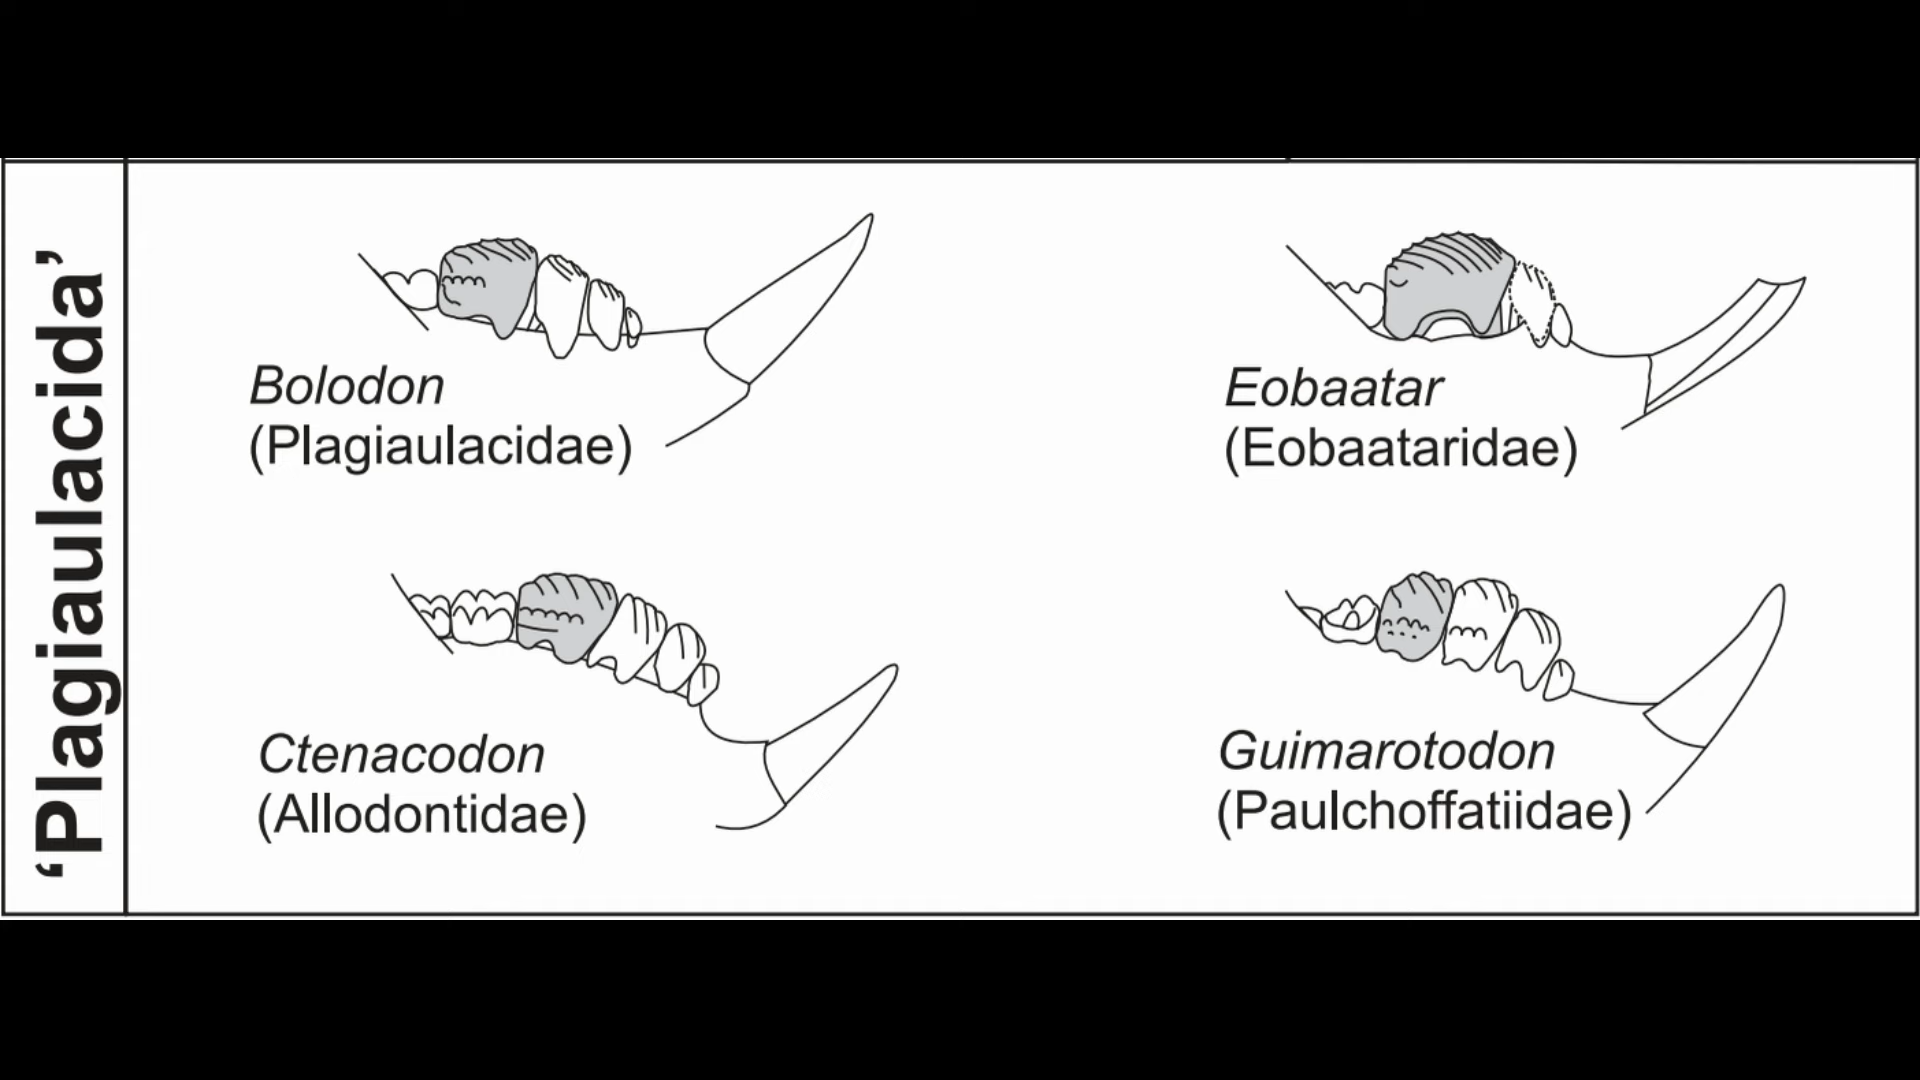 ‘Plagiaulacida’
Bolodon
(Plagiaulacidae)
Eobaatar
(Eobaataridae)
Ctenacodon
(Allodontidae)
Guimarotodon
(Paulchoffatiidae)